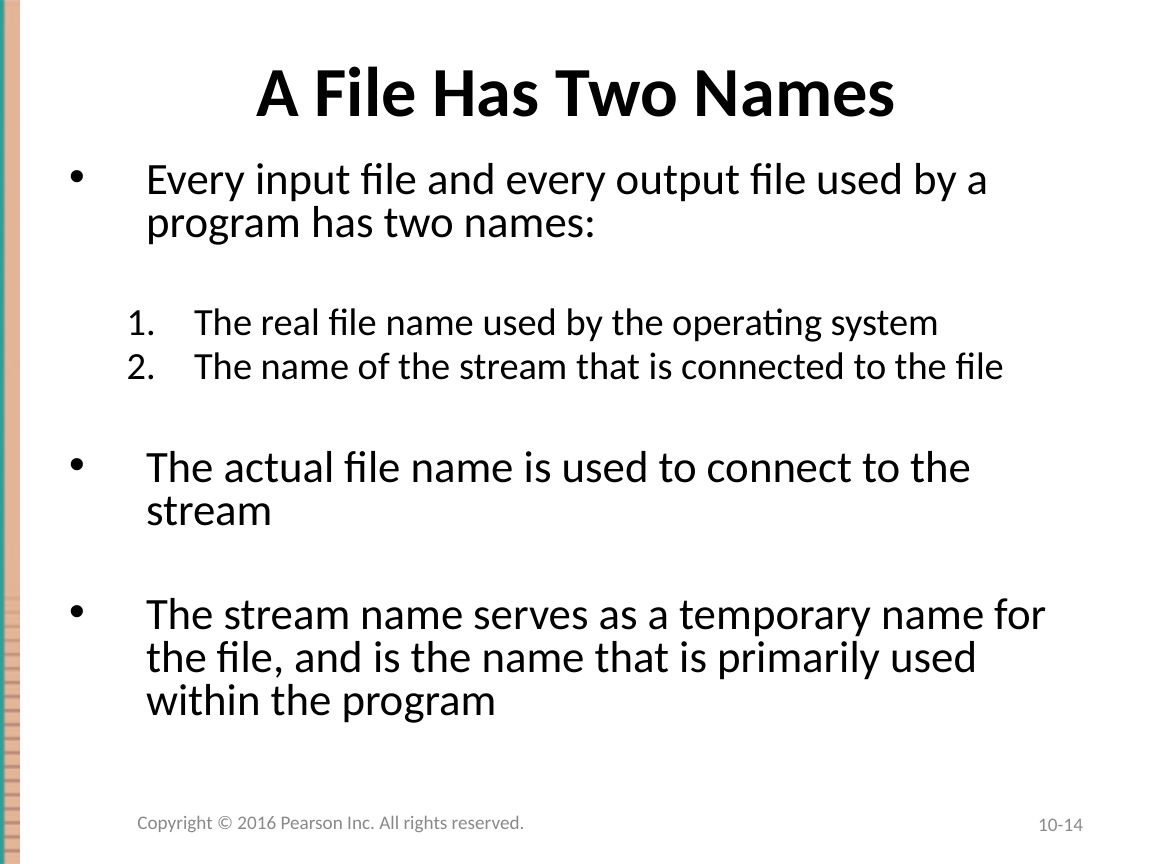 A File Has Two Names
• Every input file and every output file used by a
program has two names:
1. The real file name used by the operating system
2. The name of the stream that is connected to the file
• The actual file name is used to connect to the
stream
• The stream name serves as a temporary name for
the file, and is the name that is primarily used
within the program
Copyright © 2016 Pearson Inc. All rights reserved.
10-14